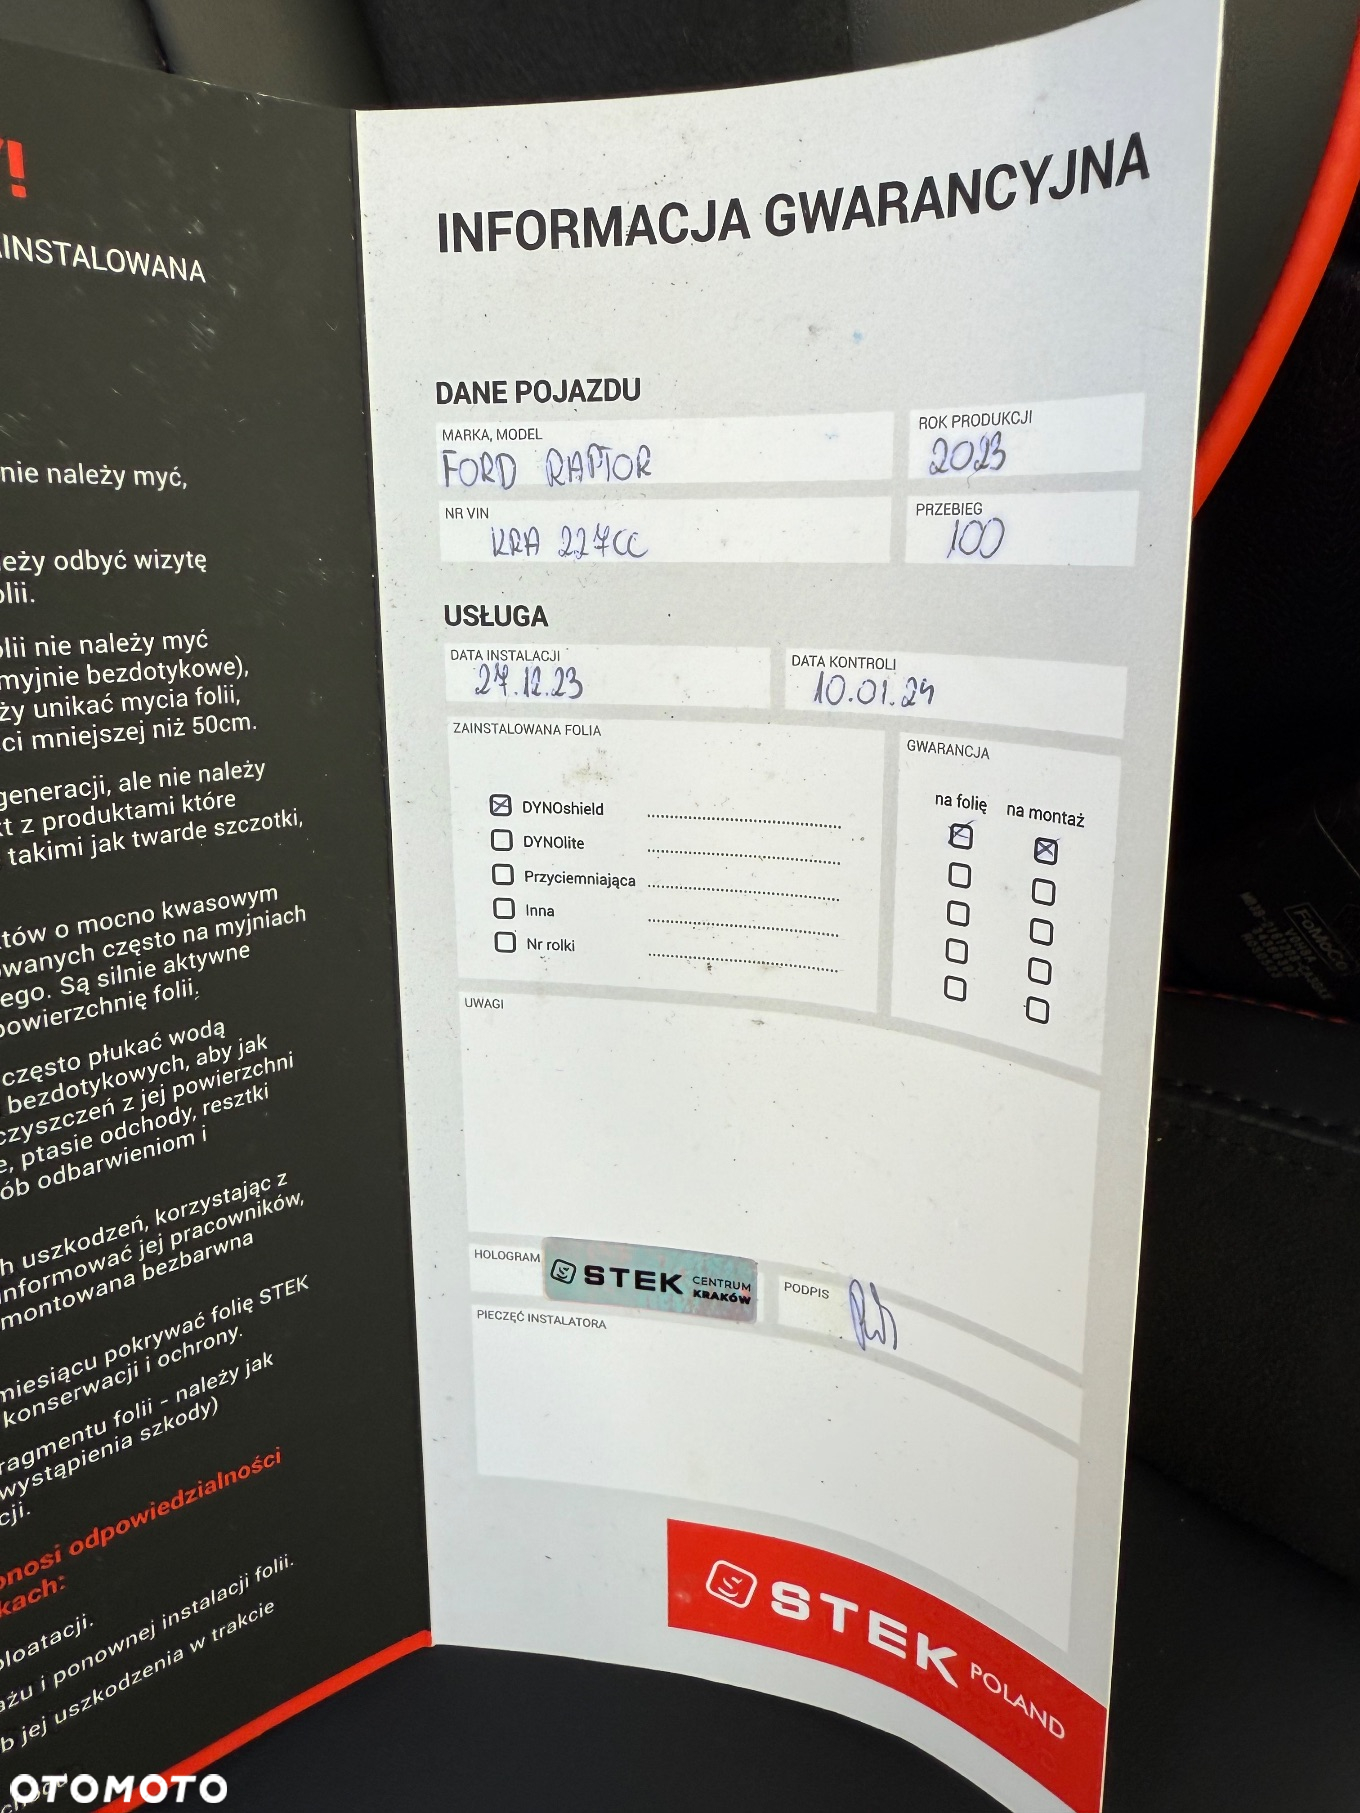 !
AINSTALOWANA
nie należy myć,
eży odbyć wizytę
olii.
olii nie należy myć
myjnie bezdotykowe),
ży unikać mycia folii,
ci mniejszej niż 50cm.
generacji, ale nie należy
kt z produktami które
takimi jak twarde szczotki,
tów o mocno kwasowym
owanych często na myjniach
ego. Są silnie aktywne
powierzchnię folii.
często płukać wodą
bezdotykowych, aby jak
czyszczeń z jej powierzchni
e, ptasie odchody, resztki
ób odbarwieniom i
h uszkodzeń, korzystając z
informować jej pracowników,
montowana bezbarwna
miesiącu pokrywać folię STEK
konserwacji i ochrony.
ragmentu folii - należy jak
wystąpienia szkody)
cji.
onosi odpowiedzialności
kach:
ploatacji.
ażu i ponownej instalacji folii.
b jej uszkodzenia w trakcie
INFORMACJA GWARANCYJNA
DANE POJAZDU
MARKA, MODEL
FORD RAPTOR
ROK PRODUKCJI
2023
NR VIN
KRA 227CC
PRZEBIEG
100
USŁUGA
DATA INSTALACJI
27.12.23
DATA KONTROLI
10.01.24
ZAINSTALOWANA FOLIA
DYNOshield
DYNOlite
Przyciemniająca
Inna
Nr rolki
GWARANCJA
na folię na montaż
UWAGI
HOLOGRAM
STEK CENTRUM
KRAKÓW
PODPIS
PIECZĘĆ INSTALATORA
STEK POLAND
FoMoCo
OTOMOTO